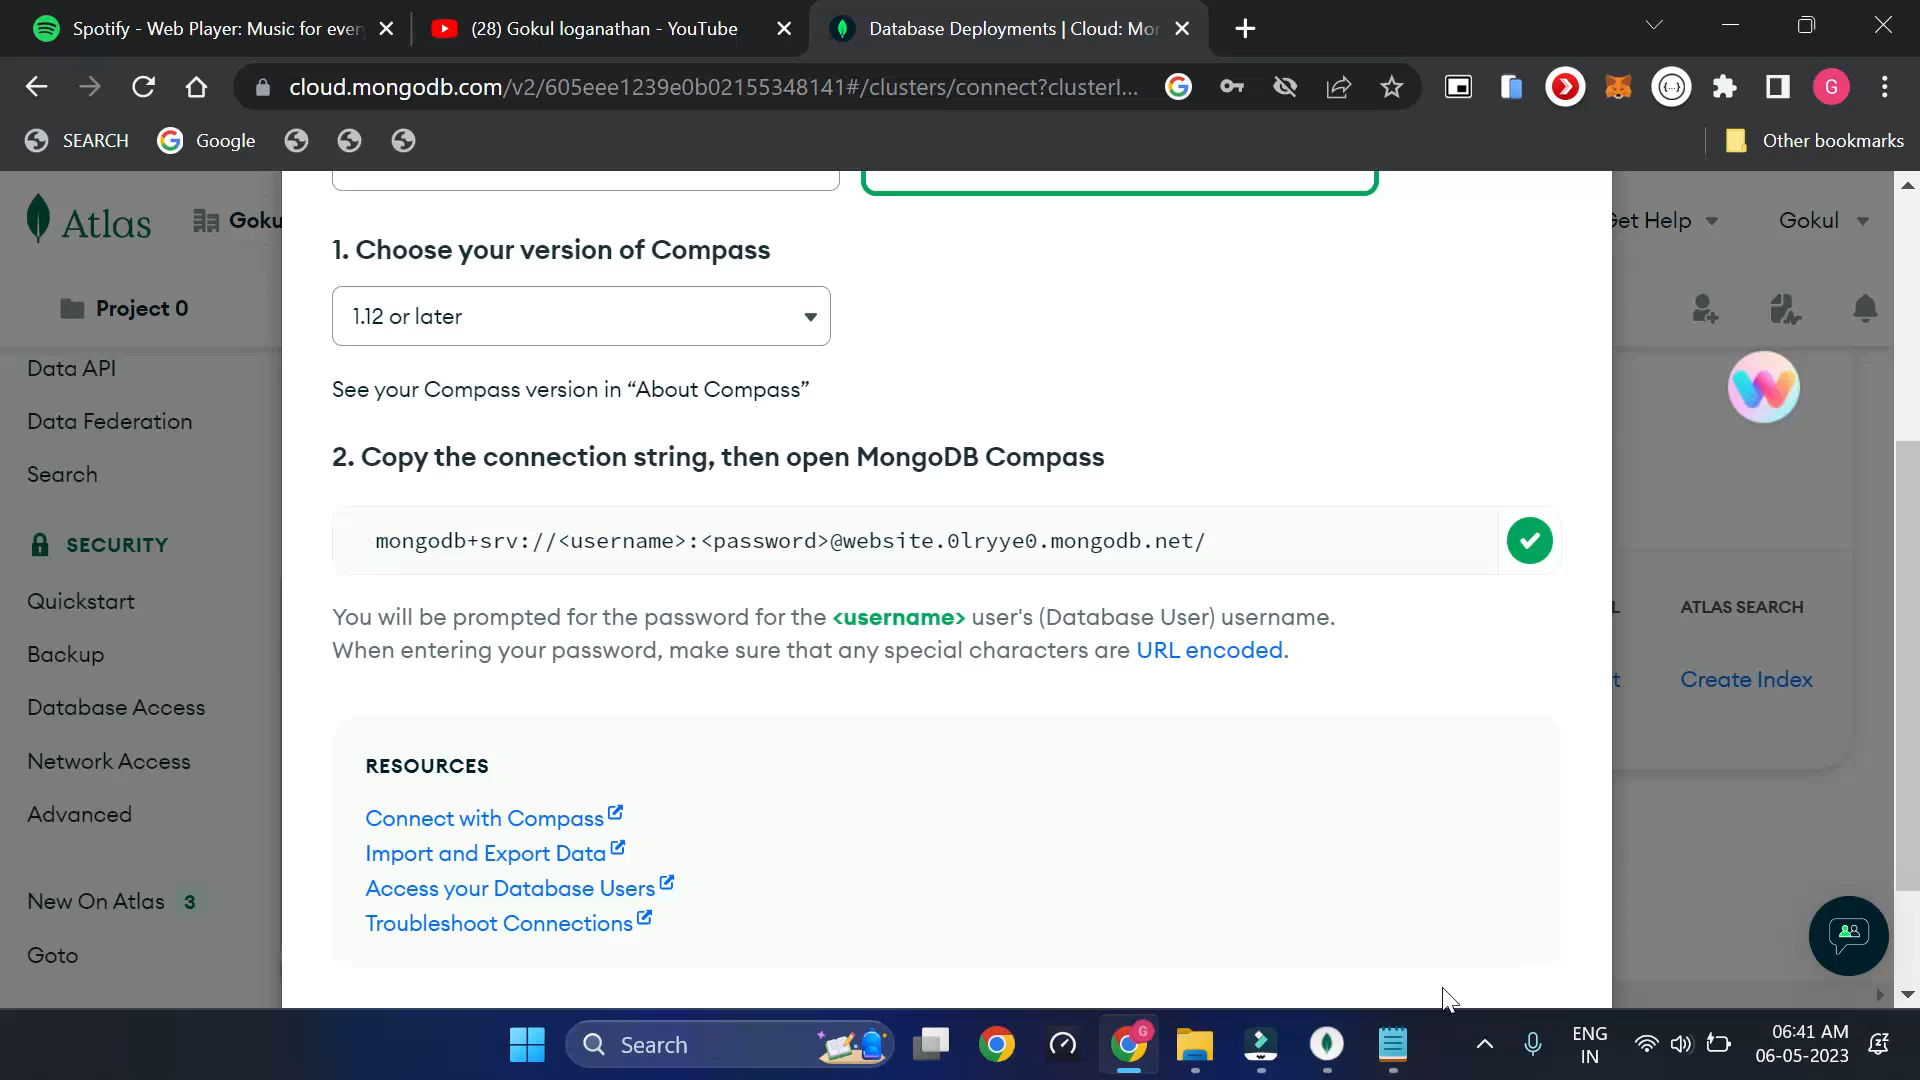 Spotify - Web Player: Music for ever
(28) Gokul loganathan - YouTube
Database Deployments | Cloud: Mo
cloud.mongodb.com/v2/605eee1239e0b02155348141#/clusters/connect?clusterI...
G
SEARCH
Google
Other bookmarks
Atlas
Goku
Get Help
Gokul
Project 0
Data API
Data Federation
Search
SECURITY
Quickstart
Backup
Database Access
Network Access
Advanced
New On Atlas 3
Goto
1. Choose your version of Compass
1.12 or later
See your Compass version in “About Compass”
2. Copy the connection string, then open MongoDB Compass
mongodb+srv://<username>:<password>@website.0lryye0.mongodb.net/
You will be prompted for the password for the <username> user's (Database User) username.
When entering your password, make sure that any special characters are URL encoded.
RESOURCES
Connect with Compass
Import and Export Data
Access your Database Users
Troubleshoot Connections
L
ATLAS SEARCH
t
Create Index
Search
G
ENG
IN
06:41 AM
06-05-2023